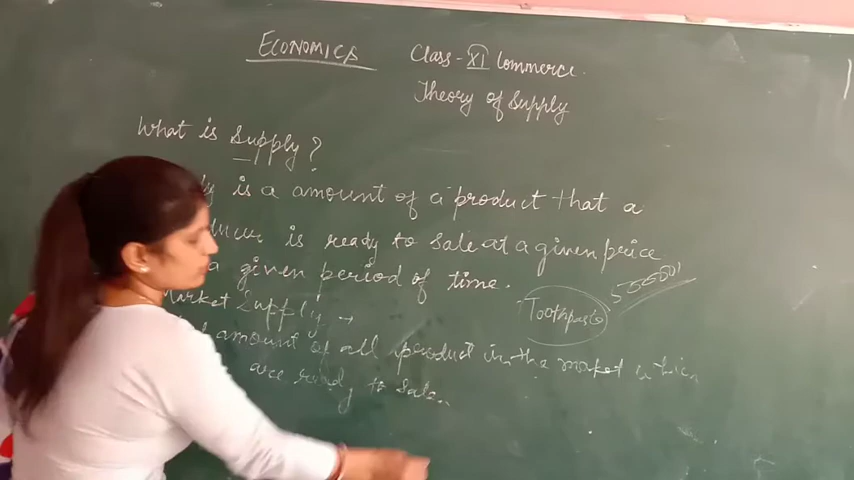 ECONOMICS Class - XI Commerce.
Theory of Supply
What is Supply?
is a amount of a product that a
is ready to sale at a given price
a given period of time.
Market Supply →
Toothpaste
amount of all product in the market
are ready to Sale.